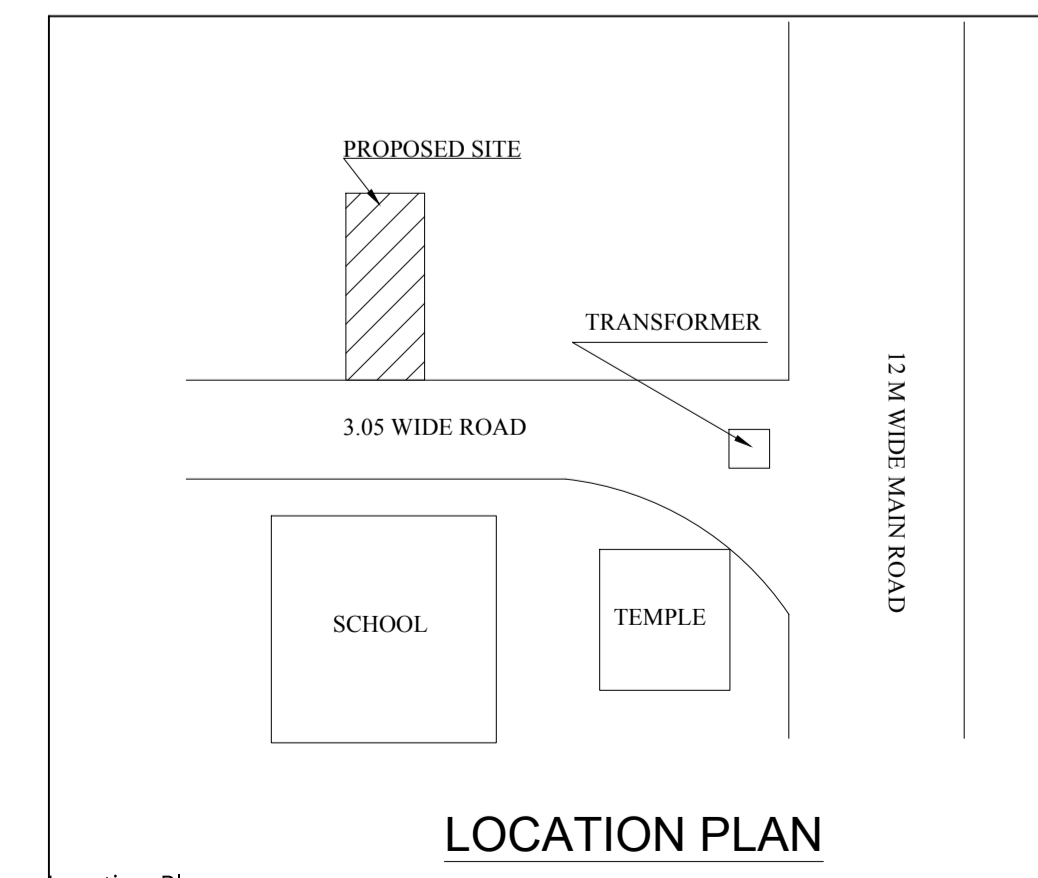 PROPOSED SITE
TRANSFORMER
12 M WIDE MAIN ROAD
3.05 WIDE ROAD
SCHOOL
TEMPLE
LOCATION PLAN